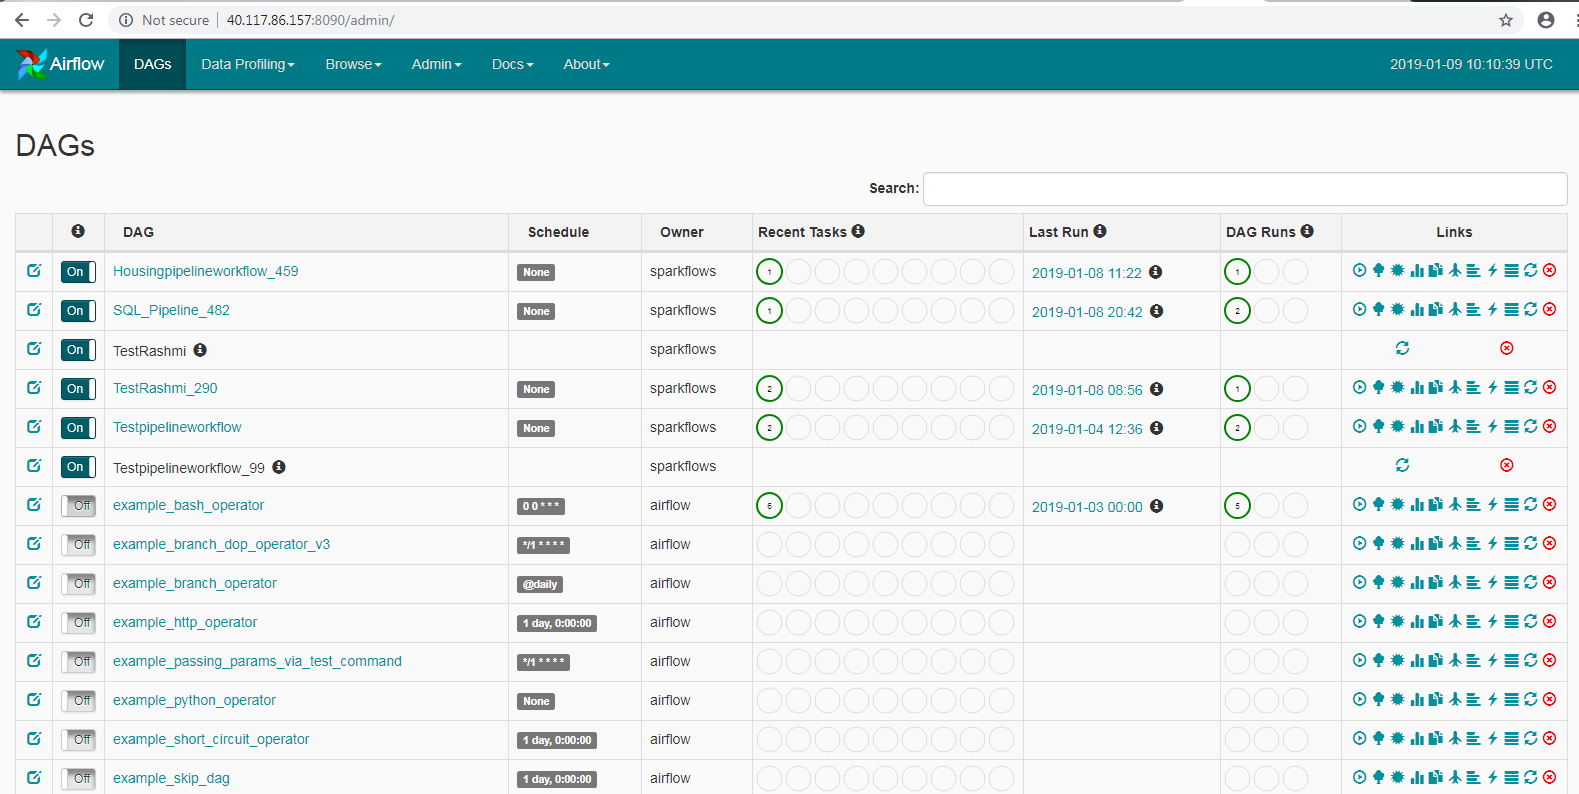 Not secure | 40.117.86.157:8090/admin/
Airflow DAGs Data Profiling Browse Admin Docs About 2019-01-09 10:10:39 UTC
DAGs
Search:
DAG Schedule Owner Recent Tasks Last Run DAG Runs Links
On Housingpipelineworkflow_459 None sparkflows 1 2019-01-08 11:22 1
On SQL_Pipeline_482 None sparkflows 1 2019-01-08 20:42 2
On TestRashmi sparkflows
On TestRashmi_290 None sparkflows 2 2019-01-08 08:56 1
On Testpipelineworkflow None sparkflows 2 2019-01-04 12:36 2
On Testpipelineworkflow_99 sparkflows
Off example_bash_operator 0 0 * * * airflow 6 2019-01-03 00:00 5
Off example_branch_dop_operator_v3 */1 * * * * airflow
Off example_branch_operator @daily airflow
Off example_http_operator 1 day, 0:00:00 airflow
Off example_passing_params_via_test_command */1 * * * * airflow
Off example_python_operator None airflow
Off example_short_circuit_operator 1 day, 0:00:00 airflow
Off example_skip_dag 1 day, 0:00:00 airflow